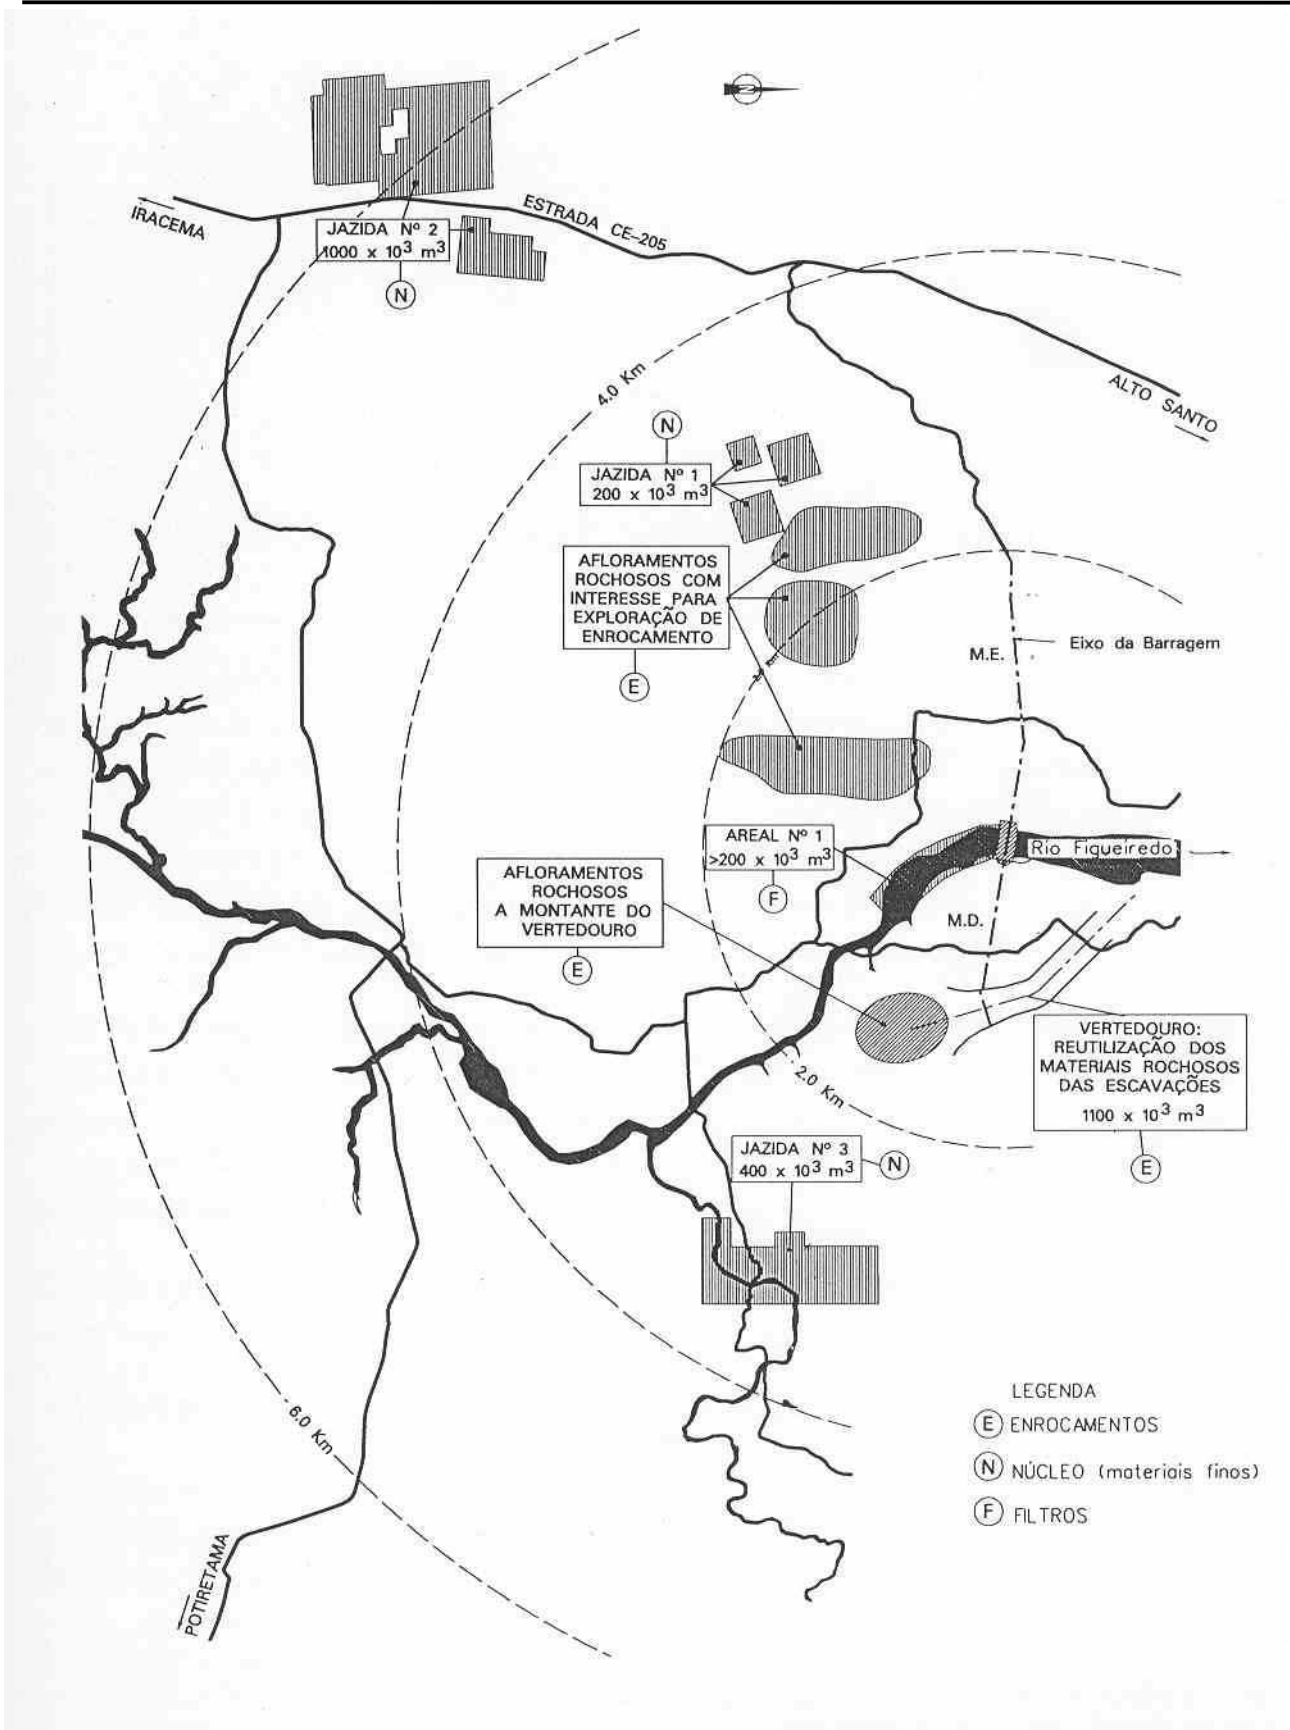 IRACEMA
JAZIDA Nº 2
1000 x 10³ m³
N
ESTRADA CE-205
4.0 Km
ALTO SANTO
N
JAZIDA Nº 1
200 x 10³ m³
AFLORAMENTOS
ROCHOSOS COM
INTERESSE PARA
EXPLORAÇÃO DE
ENROCAMENTO
E
M.E.
Eixo da Barragem
AREAL Nº 1
>200 x 10³ m³
F
Rio Figueiredo
AFLORAMENTOS
ROCHOSOS
A MONTANTE DO
VERTEDOURO
E
M.D.
VERTEDOURO:
REUTILIZAÇÃO DOS
MATERIAIS ROCHOSOS
DAS ESCAVAÇÕES
1100 x 10³ m³
E
2.0 Km
JAZIDA Nº 3
400 x 10³ m³
N
6.0 Km
POTIRETAMA
LEGENDA
E ENROCAMENTOS
N NÚCLEO (materiais finos)
F FILTROS